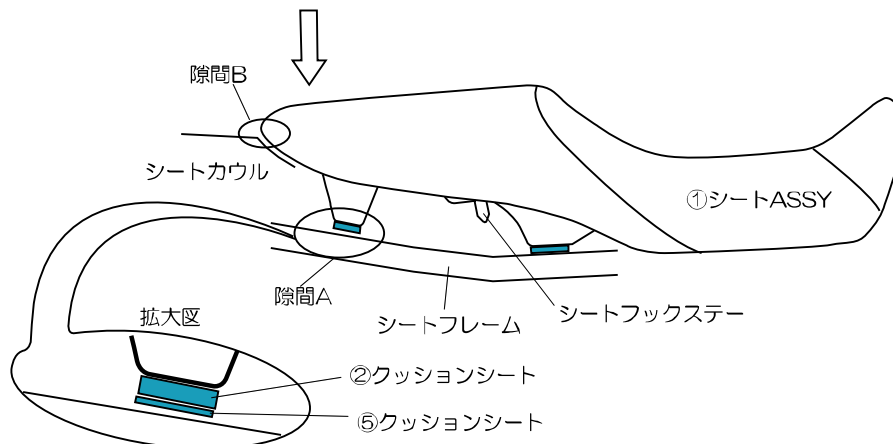 隙間B
シートカウル
①シートASSY
隙間A
シートフレーム
シートフックステー
拡大図
②クッションシート
⑤クッションシート